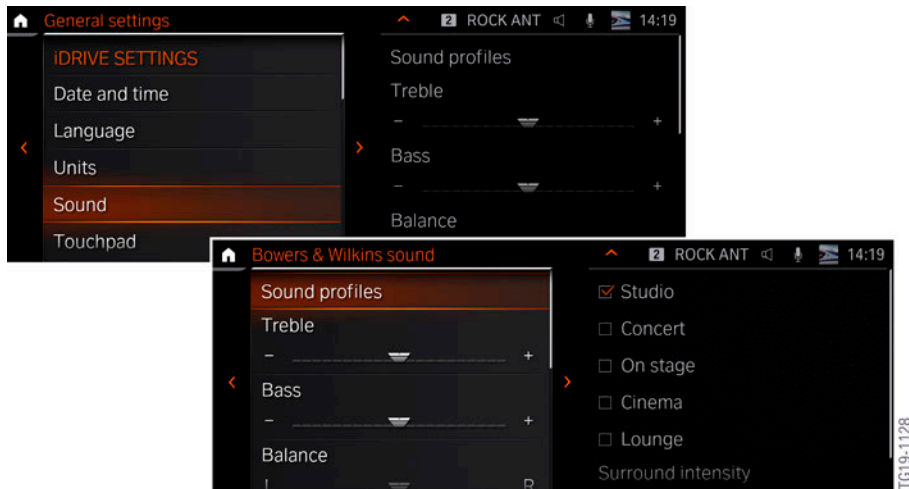 General settings
2 ROCK ANT 14:19
iDRIVE SETTINGS
Date and time
Language
Units
Sound
Touchpad
Sound profiles
Treble
- +
Bass
- +
Balance
Bowers & Wilkins sound
2 ROCK ANT 14:19
Sound profiles
Treble
- +
Bass
- +
Balance
L R
Studio
Concert
On stage
Cinema
Lounge
Surround intensity
TG19-1128